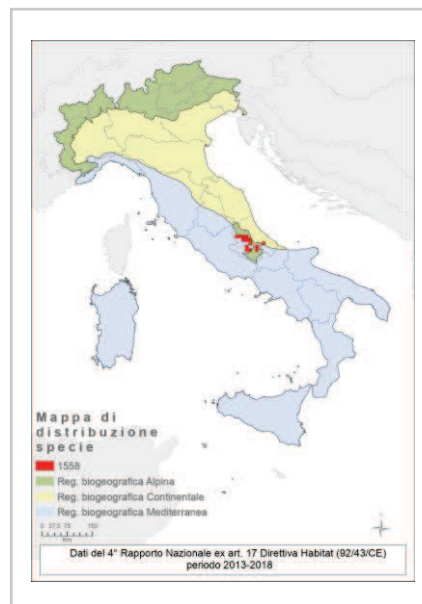 Mappa di
distribuzione
specie
1558
Reg. biogeografica Alpina
Reg. biogeografica Continentale
Reg. biogeografica Mediterranea
0 37,5 75 150
Km
Dati del 4° Rapporto Nazionale ex art. 17 Direttiva Habitat (92/43/CE)
periodo 2013-2018